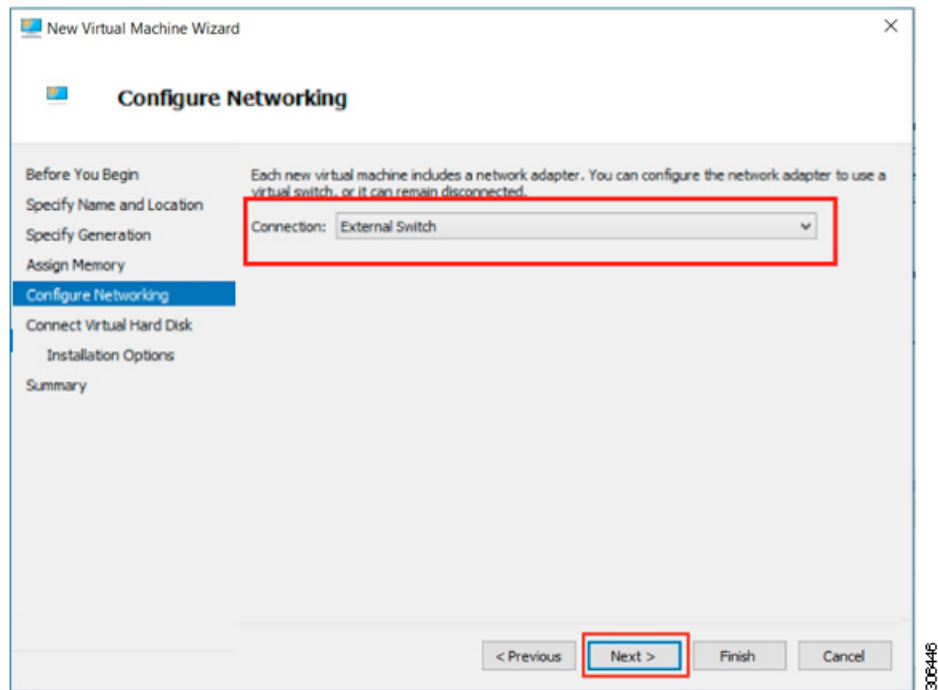 New Virtual Machine Wizard
Configure Networking
Before You Begin
Specify Name and Location
Specify Generation
Assign Memory
Configure Networking
Connect Virtual Hard Disk
Installation Options
Summary
Each new virtual machine includes a network adapter. You can configure the network adapter to use a
virtual switch, or it can remain disconnected.
Connection: External Switch
< Previous
Next >
Finish
Cancel
306446